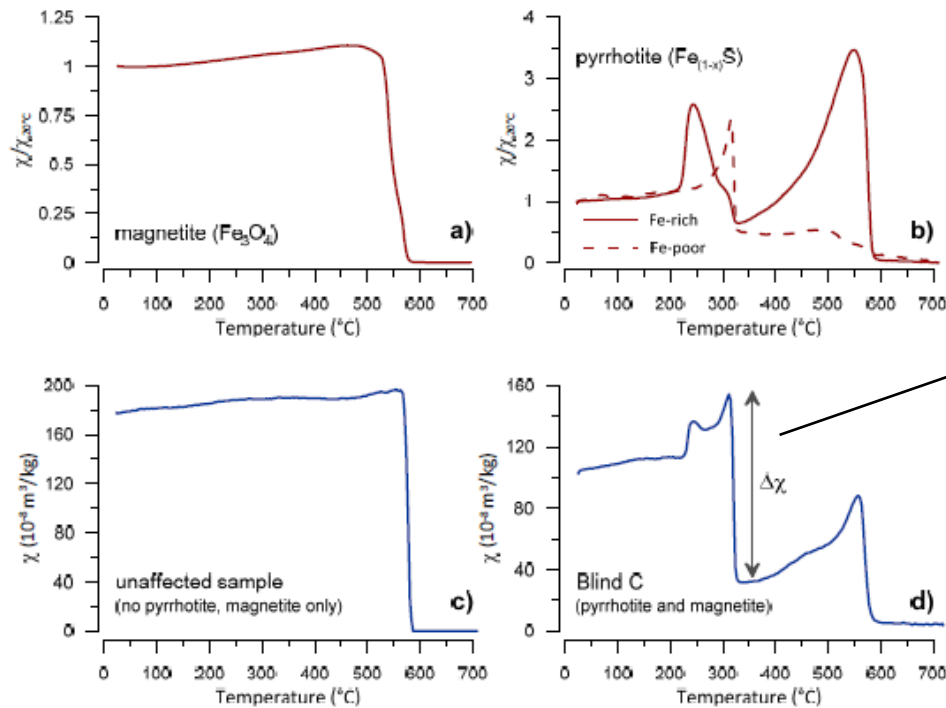 1.25
1
0.75
0.5
0.25
0
χ/χ₂₀°C
magnetite (Fe₃O₄)
a)
0 100 200 300 400 500 600 700
Temperature (°C)
4
3
2
1
0
χ/χ₂₀°C
pyrrhotite (Fe₍₁₋ₓ₎S)
Fe-rich
Fe-poor
b)
0 100 200 300 400 500 600 700
Temperature (°C)
200
160
120
80
40
0
χ (10⁻⁸ m³/kg)
unaffected sample
(no pyrrhotite, magnetite only)
c)
0 100 200 300 400 500 600 700
Temperature (°C)
160
120
80
40
0
χ (10⁻⁸ m³/kg)
Δχ
Blind C
(pyrrhotite and magnetite)
d)
0 100 200 300 400 500 600 700
Temperature (°C)